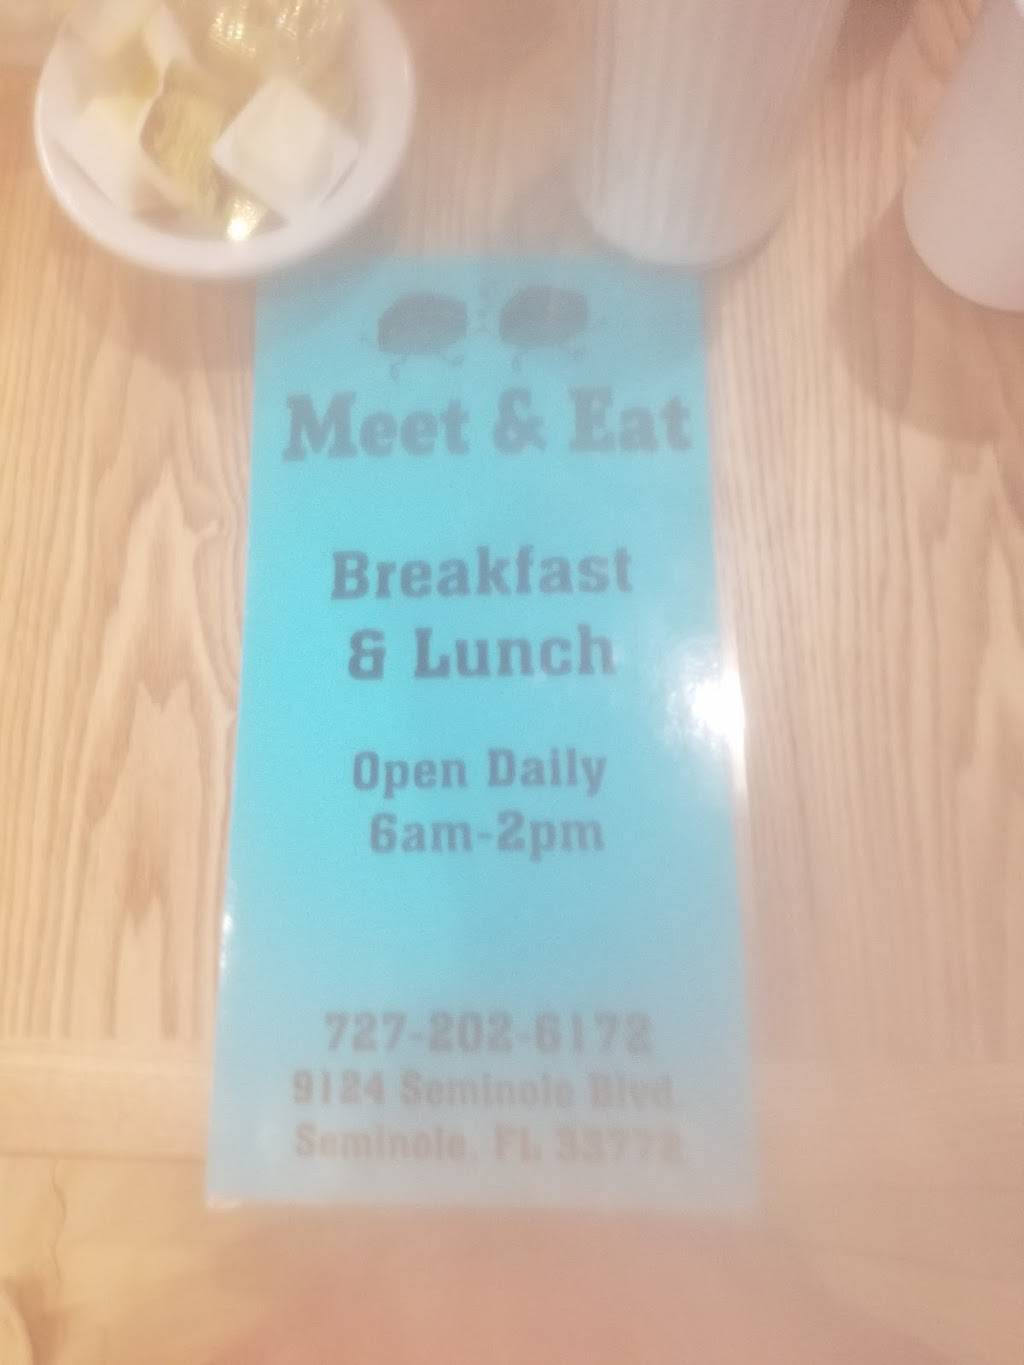 Meet & Eat
Breakfast
& Lunch
Open Daily
6am-2pm
727-202-6172
9124 Seminole Blvd.
Seminole, FL 33772